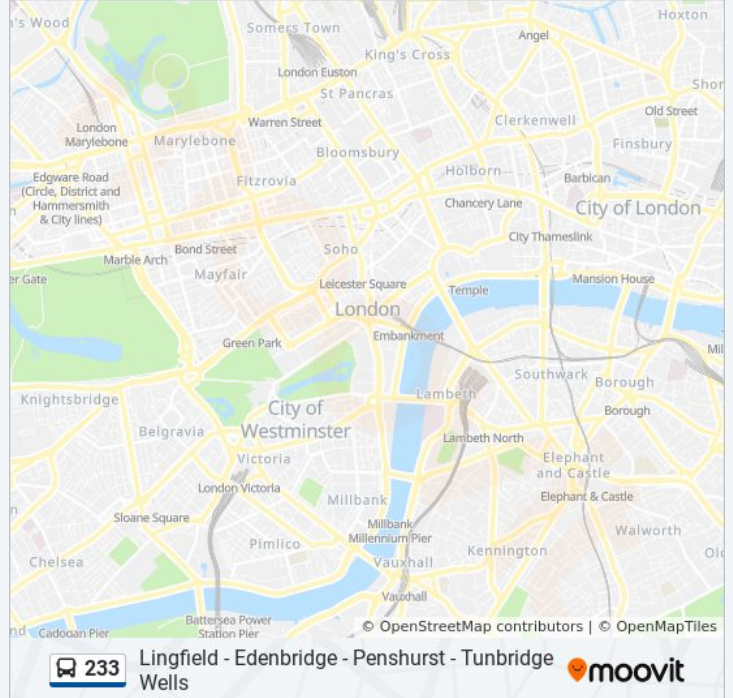 's Wood
Somers Town
Hoxton
Angel
King's Cross
London Euston
St Pancras
Shor
Old Street
Clerkenwell
Warren Street
London
Marylebone
Marylebone
Finsbury
Bloomsbury
Holborn
Edgware Road
(Circle, District and
Hammersmith
& City lines)
Fitzrovia
Barbican
Chancery Lane
City of London
n
City Thameslink
Soho
Bond Street
Marble Arch
Mayfair
er Gate
Mansion House
Leicester Square
Temple
London
Embankment
Green Park
Mil
Southwark
Borough
Knightsbridge
Lambeth
City of
Westminster
Borough
Belgravia
Lambeth North
Victoria
Elephant
and Castle
London Victoria
Elephant & Castle
Millbank
n
Sloane Square
Millbank
Millennium Pier
Walworth
Pimlico
Kennington
Olc
Chelsea
Vauxhall
Vauxhall
Battersea Power
Station Pier
nd
Cadogan Pier
© OpenStreetMap contributors | © OpenMapTiles
233
Lingfield - Edenbridge - Penshurst - Tunbridge
Wells
moovit